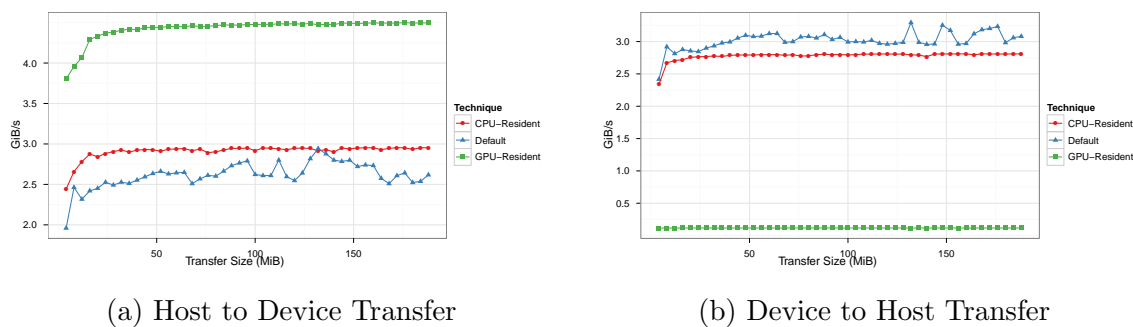 4.0
3.5
3.0
2.5
2.0
GiB/s
50
100
150
Transfer Size (MiB)
Technique
CPU−Resident
Default
GPU−Resident
(a) Host to Device Transfer
3.0
2.5
2.0
1.5
1.0
0.5
GiB/s
50
100
150
Transfer Size (MiB)
Technique
CPU−Resident
Default
GPU−Resident
(b) Device to Host Transfer